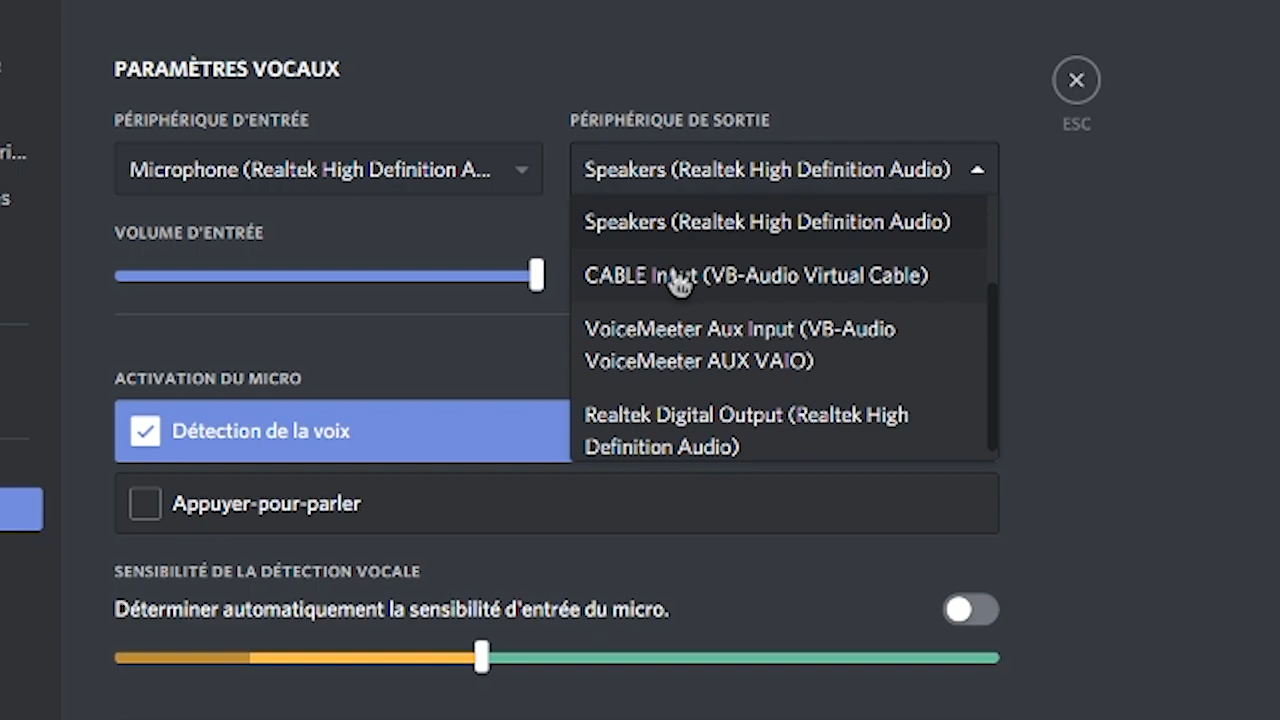 PARAMÈTRES VOCAUX
PÉRIPHÉRIQUE D'ENTRÉE
Microphone (Realtek High Definition A...
VOLUME D'ENTRÉE
PÉRIPHÉRIQUE DE SORTIE
Speakers (Realtek High Definition Audio)
Speakers (Realtek High Definition Audio)
CABLE Input (VB-Audio Virtual Cable)
VoiceMeeter Aux Input (VB-Audio
VoiceMeeter AUX VAIO)
Realtek Digital Output (Realtek High
Definition Audio)
ESC
ri...
s
ACTIVATION DU MICRO
Détection de la voix
Appuyer-pour-parler
SENSIBILITÉ DE LA DÉTECTION VOCALE
Déterminer automatiquement la sensibilité d'entrée du micro.